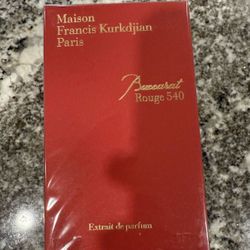 Maison
Francis Kurkdjian
Paris
Baccarat
Rouge 540
Extrait de parfum